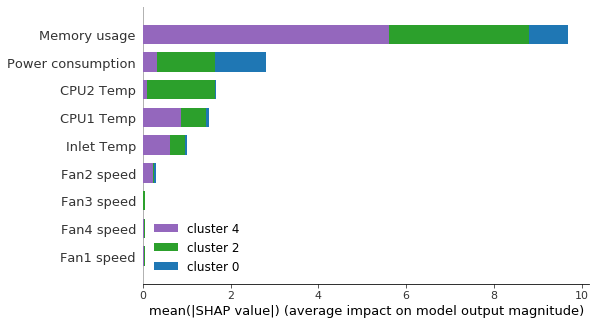 Memory usage
Power consumption
CPU2 Temp
CPU1 Temp
Inlet Temp
Fan2 speed
Fan3 speed
Fan4 speed
Fan1 speed
cluster 4
cluster 2
cluster 0
0 2 4 6 8 10
mean(|SHAP value|) (average impact on model output magnitude)